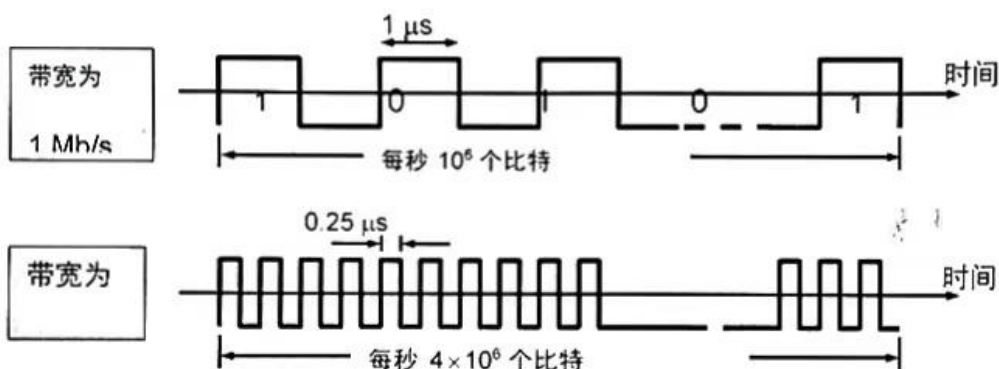 1 μs
带宽为
1 Mb/s
时间
1 0 1 0 1
每秒 10⁶ 个比特
0.25 μs
带宽为
时间
每秒 4×10⁶ 个比特